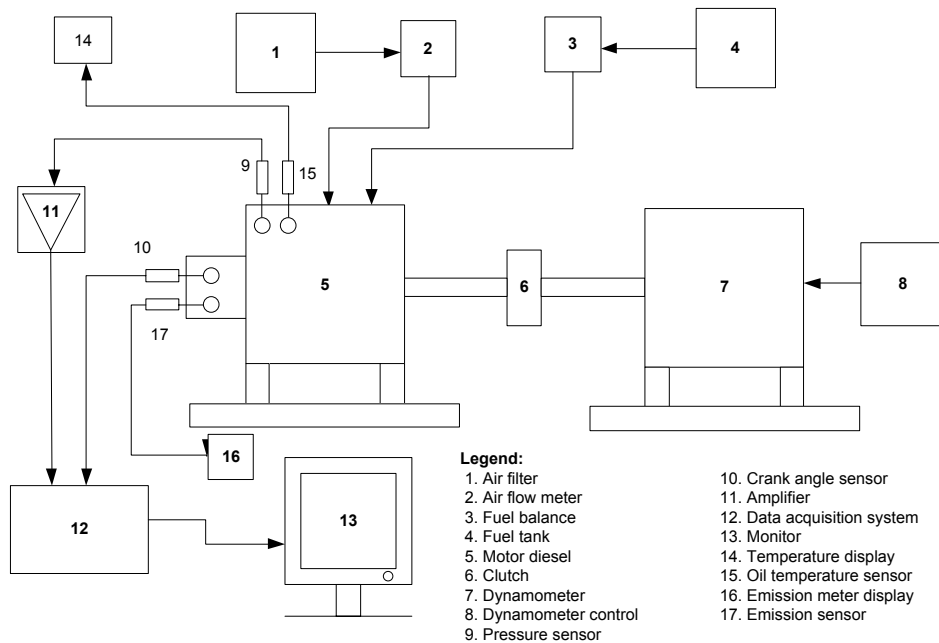 14
1
2
3
4
9
15
11
10
5
6
7
8
17
16
12
13
Legend:
1. Air filter
2. Air flow meter
3. Fuel balance
4. Fuel tank
5. Motor diesel
6. Clutch
7. Dynamometer
8. Dynamometer control
9. Pressure sensor
10. Crank angle sensor
11. Amplifier
12. Data acquisition system
13. Monitor
14. Temperature display
15. Oil temperature sensor
16. Emission meter display
17. Emission sensor